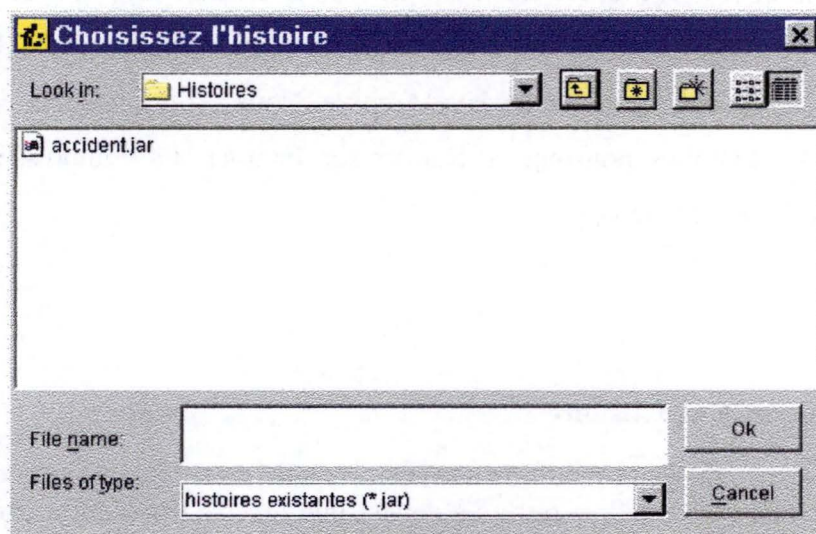 Choisissez l'histoire
Look in: Histoires
accident.jar
File name:
Ok
Files of type:
histoires existantes (*.jar)
Cancel